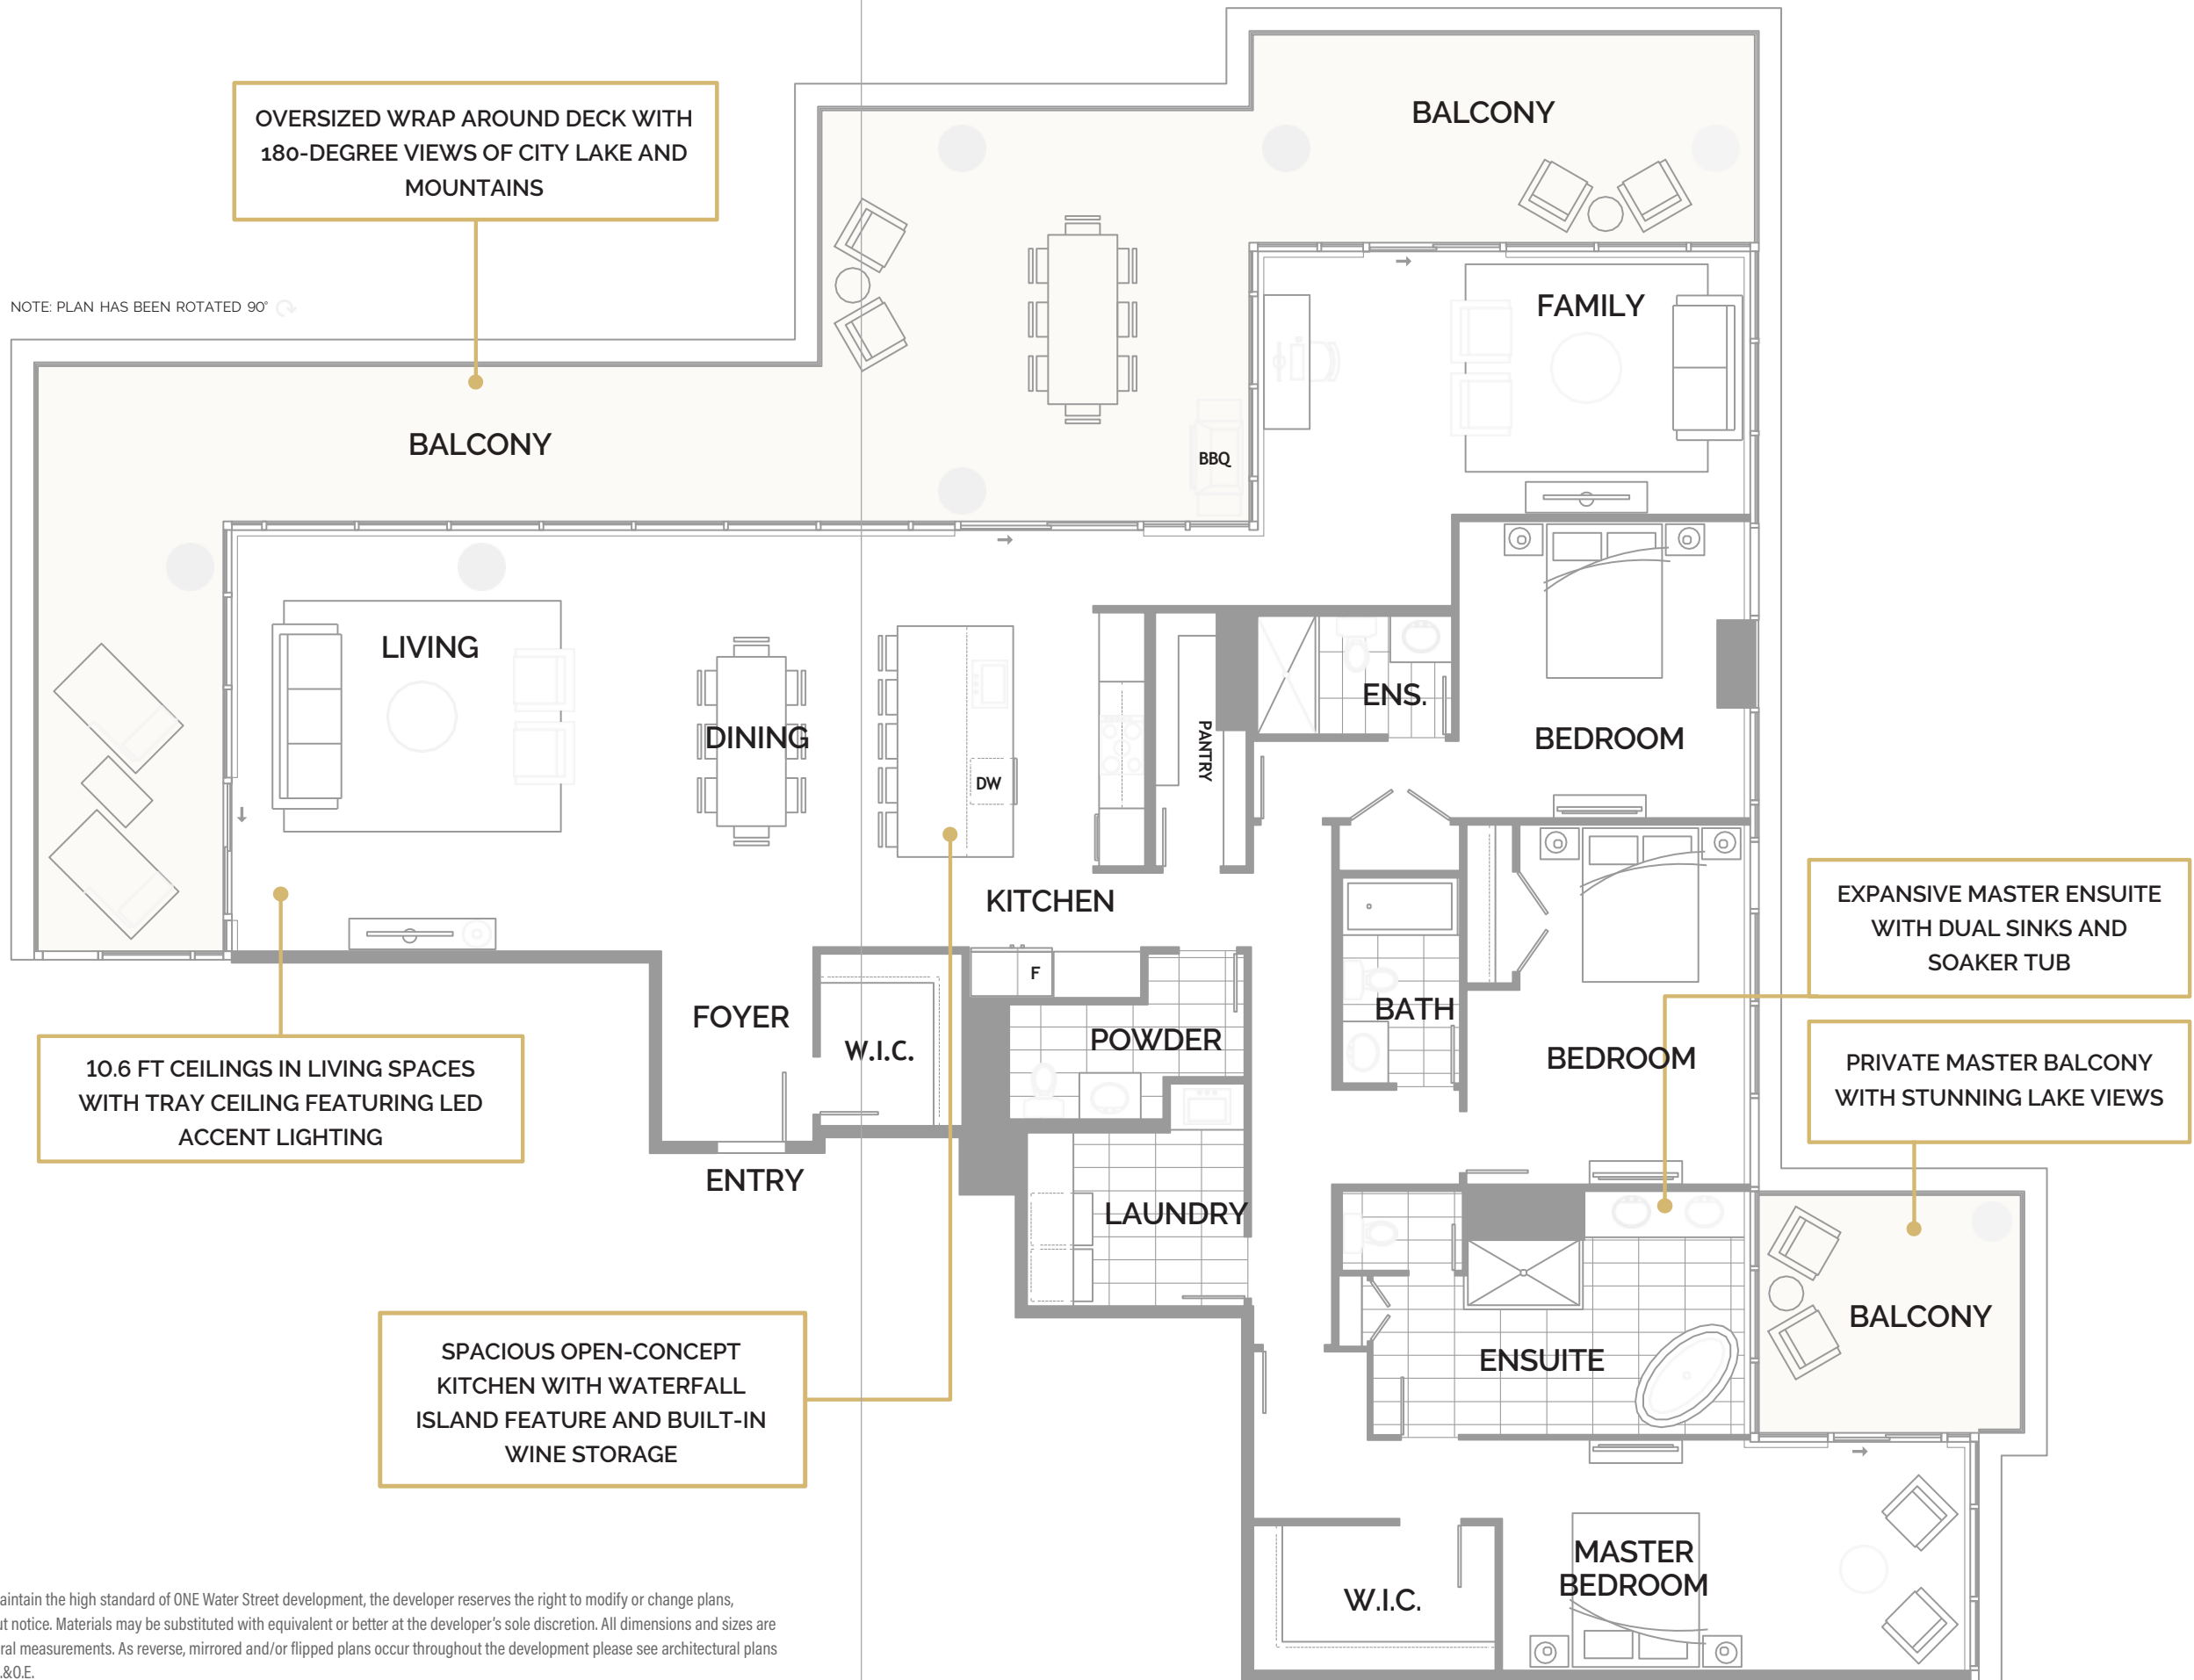 BALCONY
OVERSIZED WRAP AROUND DECK WITH
180-DEGREE VIEWS OF CITY LAKE AND
MOUNTAINS
NOTE: PLAN HAS BEEN ROTATED 90°
FAMILY
BALCONY
BBQ
LIVING
ENS.
DINING
PANTRY
BEDROOM
DW
KITCHEN
EXPANSIVE MASTER ENSUITE
WITH DUAL SINKS AND
SOAKER TUB
F
FOYER
BATH
W.I.C.
POWDER
BEDROOM
10.6 FT CEILINGS IN LIVING SPACES
WITH TRAY CEILING FEATURING LED
ACCENT LIGHTING
PRIVATE MASTER BALCONY
WITH STUNNING LAKE VIEWS
ENTRY
LAUNDRY
BALCONY
ENSUITE
SPACIOUS OPEN-CONCEPT
KITCHEN WITH WATERFALL
ISLAND FEATURE AND BUILT-IN
WINE STORAGE
MASTER
BEDROOM
W.I.C.
aintain the high standard of ONE Water Street development, the developer reserves the right to modify or change plans,
ut notice. Materials may be substituted with equivalent or better at the developer's sole discretion. All dimensions and sizes are
ral measurements. As reverse, mirrored and/or flipped plans occur throughout the development please see architectural plans
.&O.E.